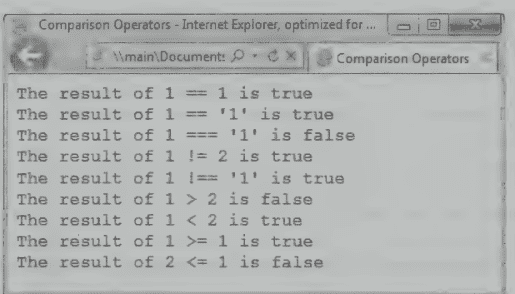 Comparison Operators - Internet Explorer, optimized for ...
\\main\Document: Comparison Operators
The result of 1 == 1 is true
The result of 1 == '1' is true
The result of 1 === '1' is false
The result of 1 != 2 is true
The result of 1 !== '1' is true
The result of 1 > 2 is false
The result of 1 < 2 is true
The result of 1 >= 1 is true
The result of 2 <= 1 is false